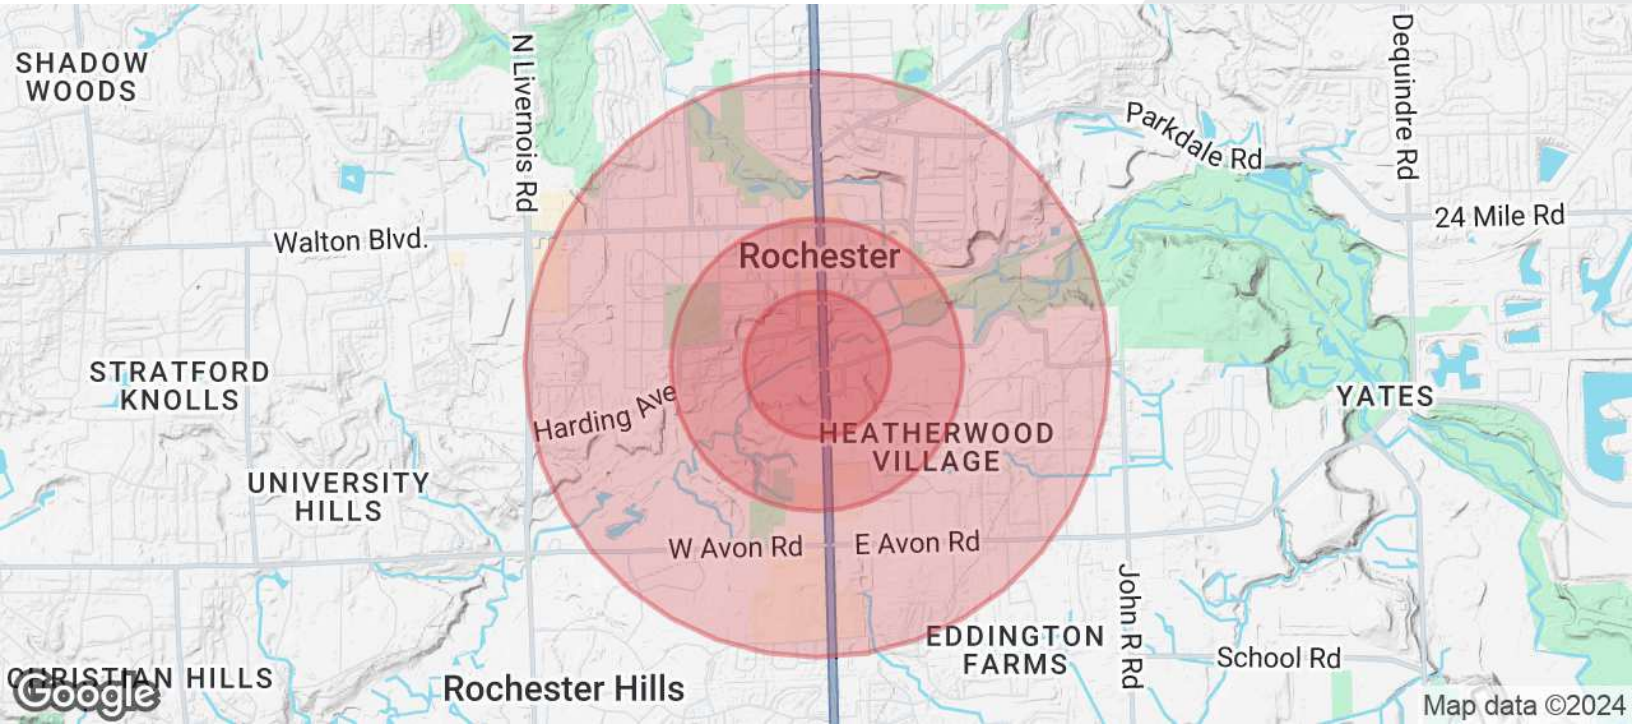 SHADOW
WOODS
N Livernois Rd
Dequindre Rd
Parkdale Rd
24 Mile Rd
Walton Blvd.
Rochester
STRATFORD
KNOLLS
Harding Ave
YATES
HEATHERWOOD
VILLAGE
UNIVERSITY
HILLS
W Avon Rd
E Avon Rd
John R Rd
EDDINGTON
FARMS
School Rd
CHRISTIAN HILLS
Google
Rochester Hills
Map data ©2024